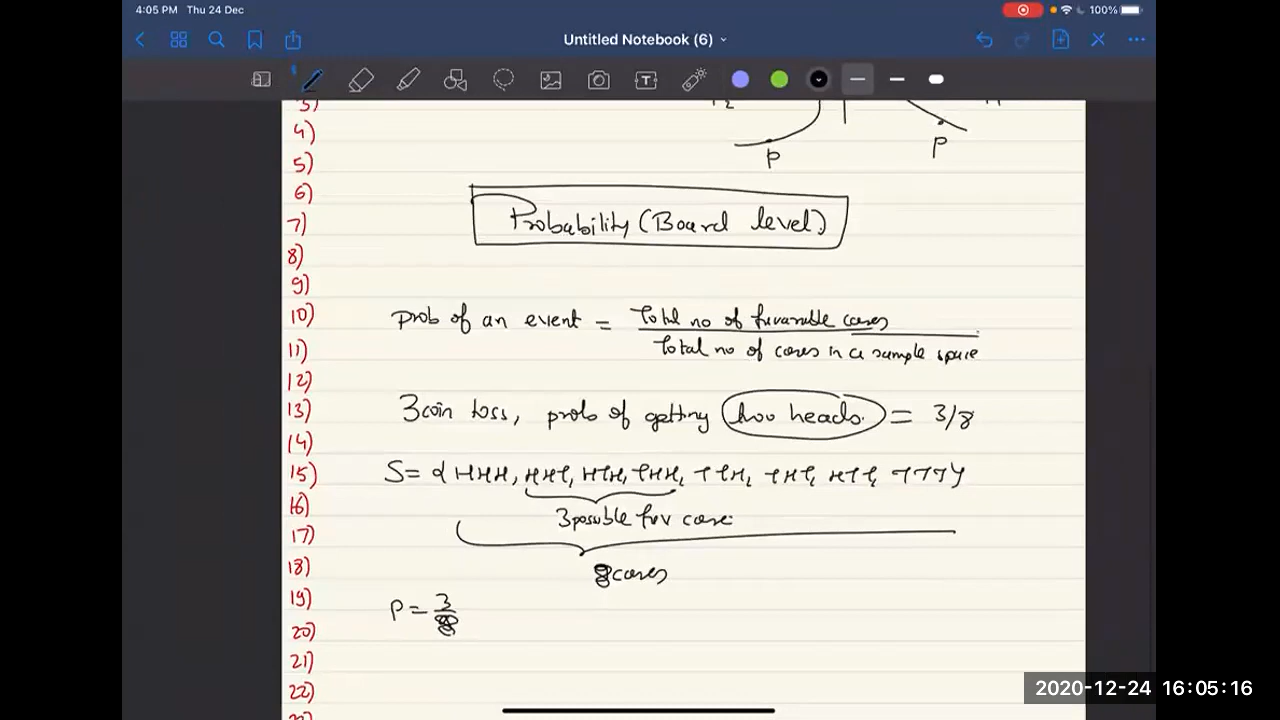 4:05 PM Thu 24 Dec
100%
Untitled Notebook (6)
T
3)
4)
5)
P
P
6)
7) Probability (Board level)
8)
9)
10) prob of an event = Total no of favarable cases
11) Total no of cases in a sample space
12)
13) 3 coin toss, prob of getting two heads. = 3/8
14)
15) S = { HHH, HHT, HTH, THH, TTH, THT, HTT, TTT }
16) 3 possible fav case
17)
18) 8 cases
19) P = 3
20) 8
21)
22)
2020-12-24 16:05:16